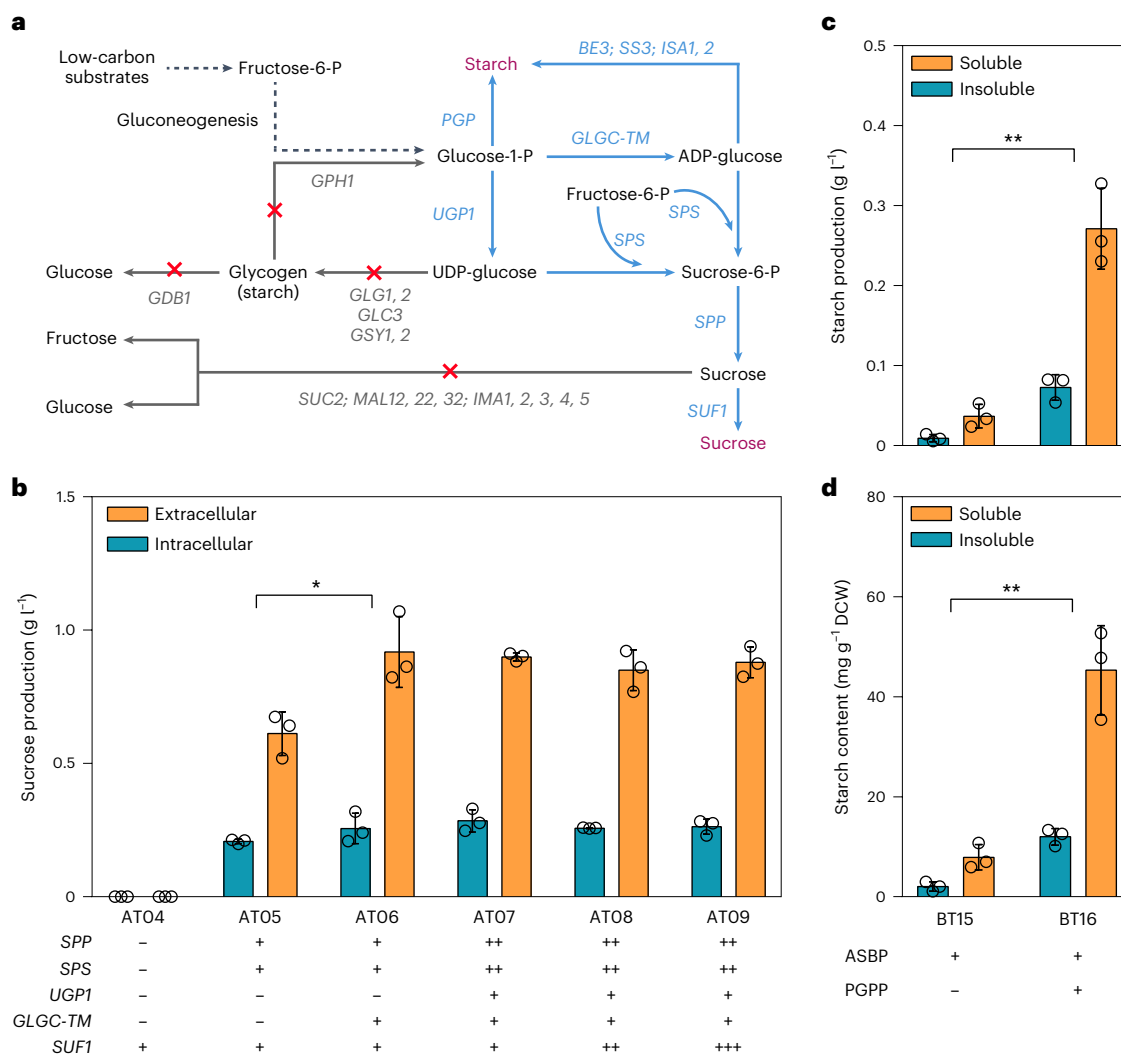 a
Low-carbon
substrates
Fructose-6-P
Gluconeogenesis
Starch
BE3; SS3; ISA1, 2
PGP
GLGC-TM
Glucose-1-P
ADP-glucose
GPH1
UGP1
Fructose-6-P
SPS
SPS
Glucose
Glycogen
(starch)
UDP-glucose
Sucrose-6-P
GDB1
GLG1, 2
GLC3
GSY1, 2
SPP
Fructose
Glucose
Sucrose
SUC2; MAL12, 22, 32; IMA1, 2, 3, 4, 5
SUF1
Sucrose
b
Sucrose production (g l⁻¹)
1.5
1.0
0.5
0
Extracellular
Intracellular
*
AT04 AT05 AT06 AT07 AT08 AT09
SPP – + + ++ ++ ++
SPS – + + ++ ++ ++
UGP1 – – – + + +
GLGC-TM – – + + + +
SUF1 + + + + ++ +++
c
Starch production (g l⁻¹)
0.5
0.4
0.3
0.2
0.1
0
Soluble
Insoluble
**
d
Starch content (mg g⁻¹ DCW)
80
60
40
20
0
Soluble
Insoluble
**
BT15 BT16
ASBP + +
PGPP – +